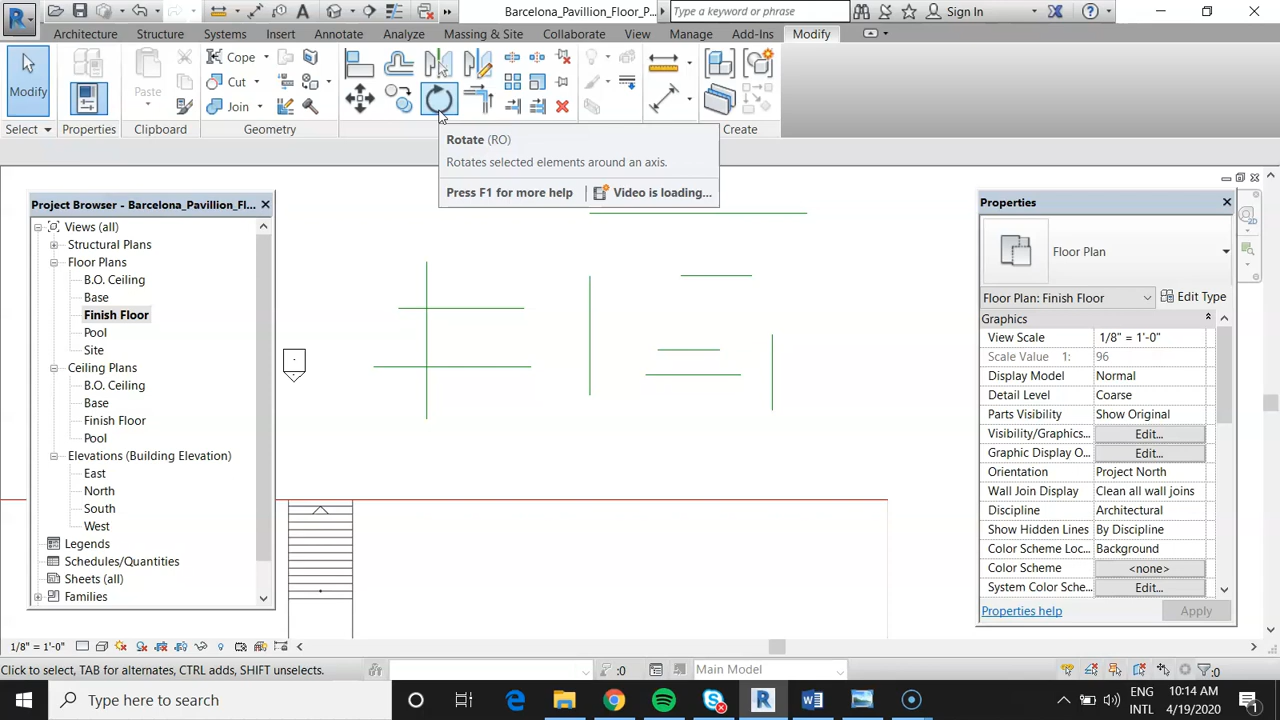 Barcelona_Pavillion_Floor_P...
Type a keyword or phrase
Sign In
Architecture
Structure
Systems
Insert
Annotate
Analyze
Massing & Site
Collaborate
View
Manage
Add-Ins
Modify
Modify
Paste
Cope
Cut
Join
Select
Properties
Clipboard
Geometry
Create
Rotate (RO)
Rotates selected elements around an axis.
Press F1 for more help
Video is loading...
Project Browser - Barcelona_Pavillion_Fl...
Views (all)
Structural Plans
Floor Plans
B.O. Ceiling
Base
Finish Floor
Pool
Site
Ceiling Plans
B.O. Ceiling
Base
Finish Floor
Pool
Elevations (Building Elevation)
East
North
South
West
Legends
Schedules/Quantities
Sheets (all)
Families
Properties
Floor Plan
Floor Plan: Finish Floor
Edit Type
Graphics
View Scale 1/8" = 1'-0"
Scale Value 1: 96
Display Model Normal
Detail Level Coarse
Parts Visibility Show Original
Visibility/Graphics... Edit...
Graphic Display O... Edit...
Orientation Project North
Wall Join Display Clean all wall joins
Discipline Architectural
Show Hidden Lines By Discipline
Color Scheme Loc... Background
Color Scheme <none>
System Color Sche... Edit...
Properties help
Apply
1/8" = 1'-0"
Click to select, TAB for alternates, CTRL adds, SHIFT unselects.
:0
Main Model
:0
Type here to search
ENG
INTL
10:14 AM
4/19/2020
1